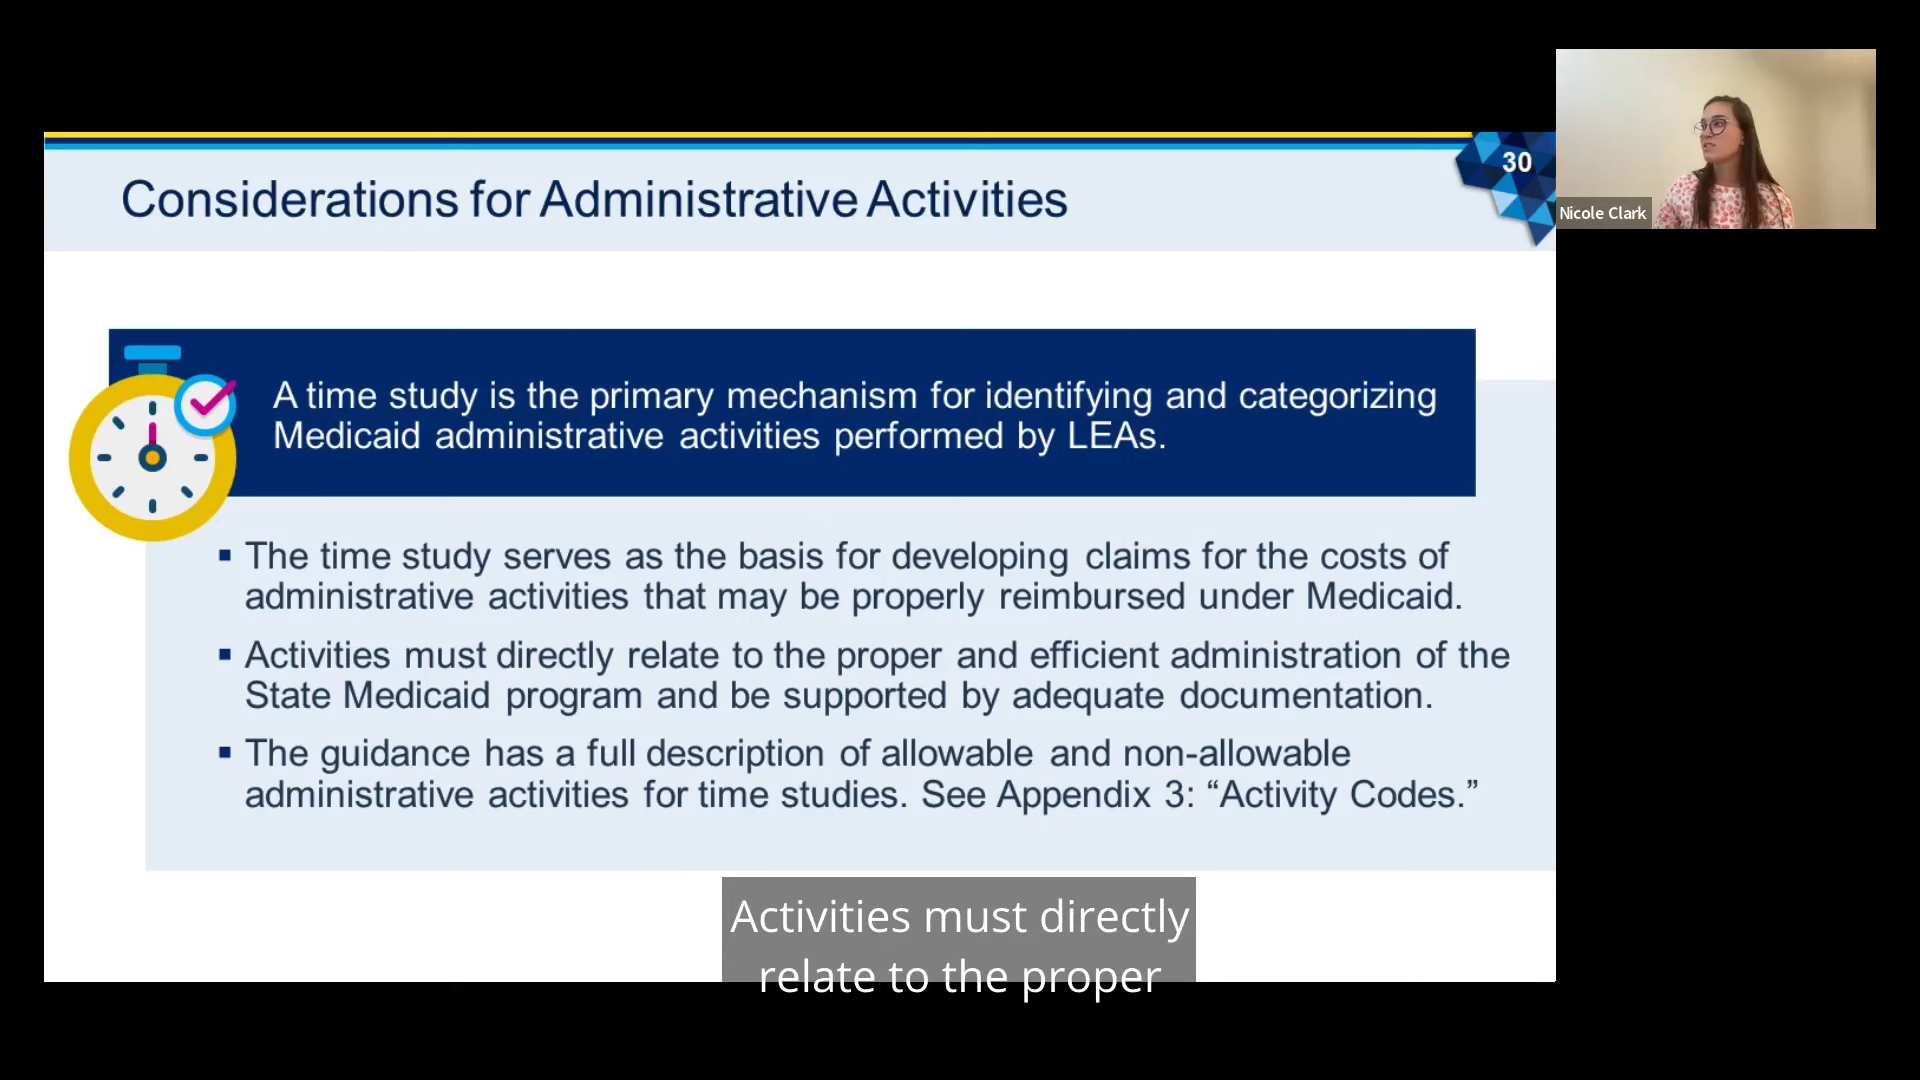 30
Nicole Clark
Considerations for Administrative Activities
A time study is the primary mechanism for identifying and categorizing
Medicaid administrative activities performed by LEAs.
▪ The time study serves as the basis for developing claims for the costs of
administrative activities that may be properly reimbursed under Medicaid.
▪ Activities must directly relate to the proper and efficient administration of the
State Medicaid program and be supported by adequate documentation.
▪ The guidance has a full description of allowable and non-allowable
administrative activities for time studies. See Appendix 3: “Activity Codes.”
Activities must directly
relate to the proper